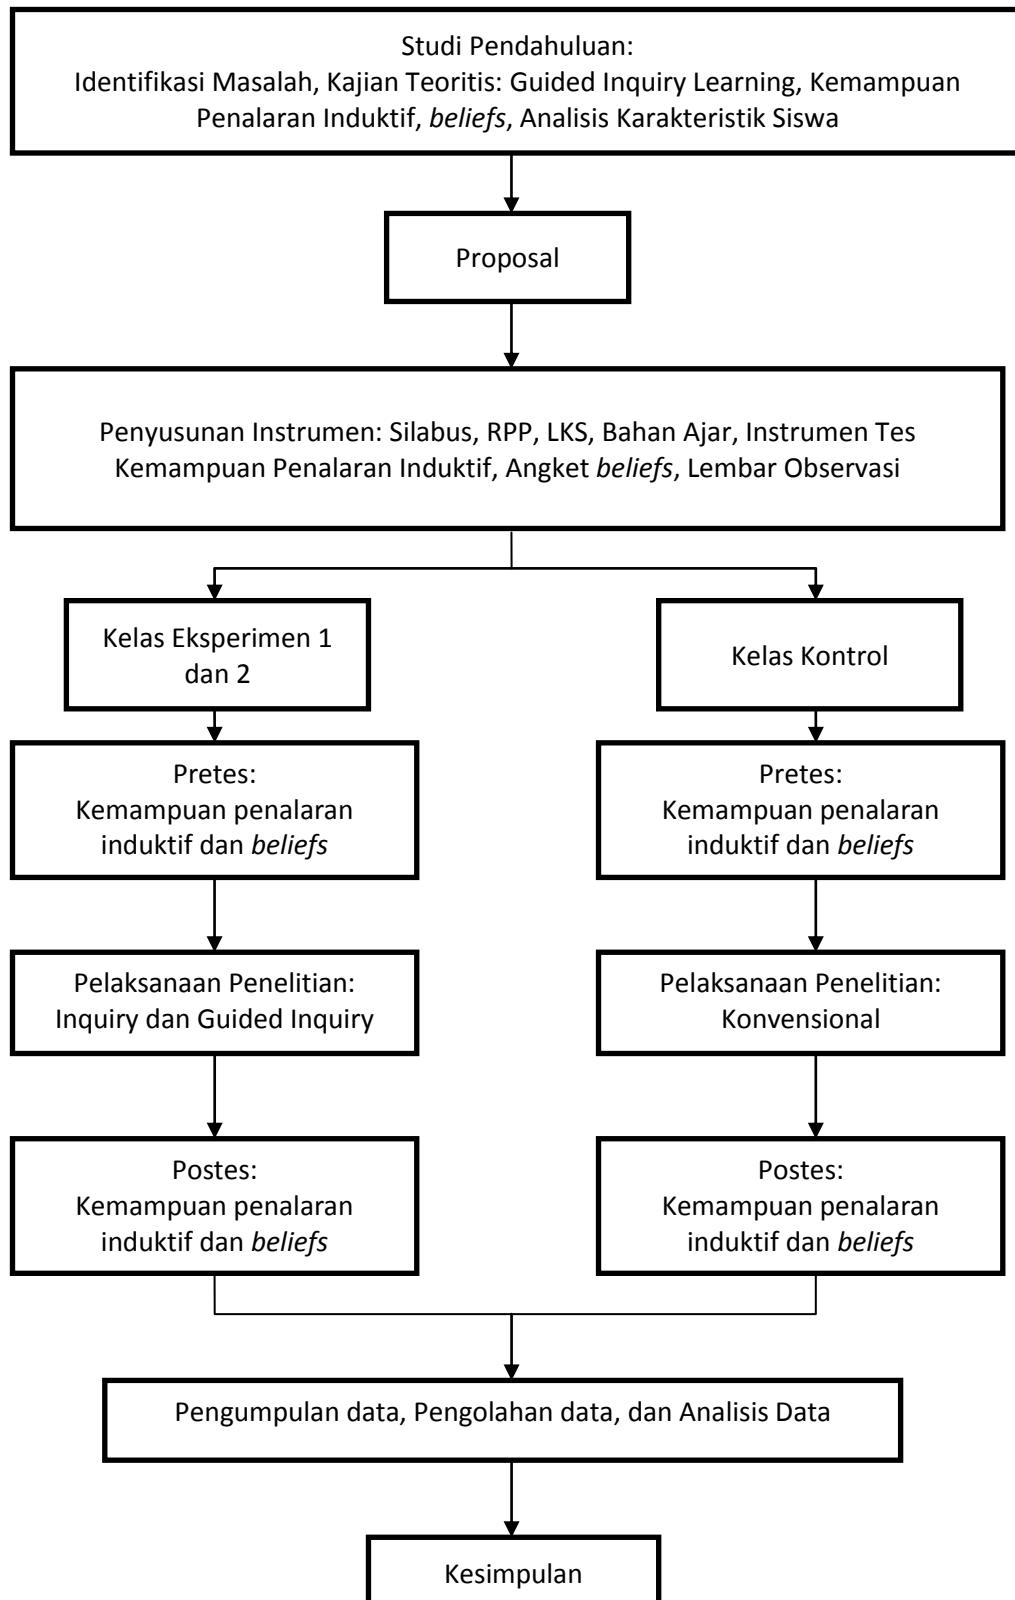 Studi Pendahuluan:
Identifikasi Masalah, Kajian Teoritis: Guided Inquiry Learning, Kemampuan
Penalaran Induktif, beliefs, Analisis Karakteristik Siswa
Proposal
Penyusunan Instrumen: Silabus, RPP, LKS, Bahan Ajar, Instrumen Tes
Kemampuan Penalaran Induktif, Angket beliefs, Lembar Observasi
Kelas Eksperimen 1
dan 2
Kelas Kontrol
Pretes:
Kemampuan penalaran
induktif dan beliefs
Pretes:
Kemampuan penalaran
induktif dan beliefs
Pelaksanaan Penelitian:
Inquiry dan Guided Inquiry
Pelaksanaan Penelitian:
Konvensional
Postes:
Kemampuan penalaran
induktif dan beliefs
Postes:
Kemampuan penalaran
induktif dan beliefs
Pengumpulan data, Pengolahan data, dan Analisis Data
Kesimpulan